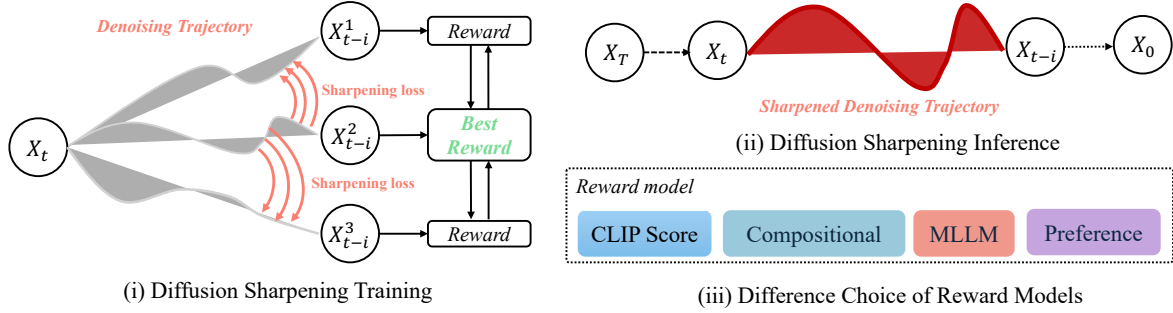 Denoising Trajectory
X_t
X^1_{t-i}
X^2_{t-i}
X^3_{t-i}
Sharpening loss
Sharpening loss
Reward
Best
Reward
Reward
(i) Diffusion Sharpening Training
X_T
X_t
X_{t-i}
X_0
Sharpened Denoising Trajectory
(ii) Diffusion Sharpening Inference
Reward model
CLIP Score
Compositional
MLLM
Preference
(iii) Difference Choice of Reward Models